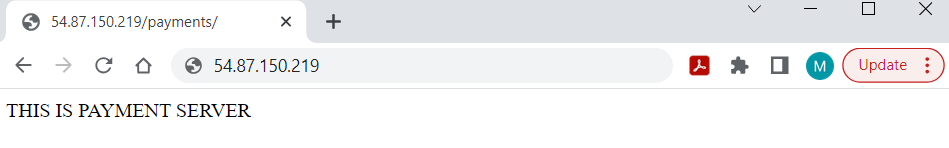 54.87.150.219/payments/
54.87.150.219
M
Update
THIS IS PAYMENT SERVER